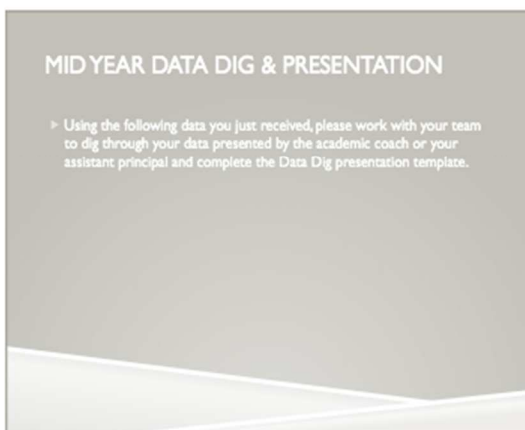 MID YEAR DATA DIG & PRESENTATION
Using the following data you just received, please work with your team
to dig through your data presented by the academic coach or your
assistant principal and complete the Data Dig presentation template.